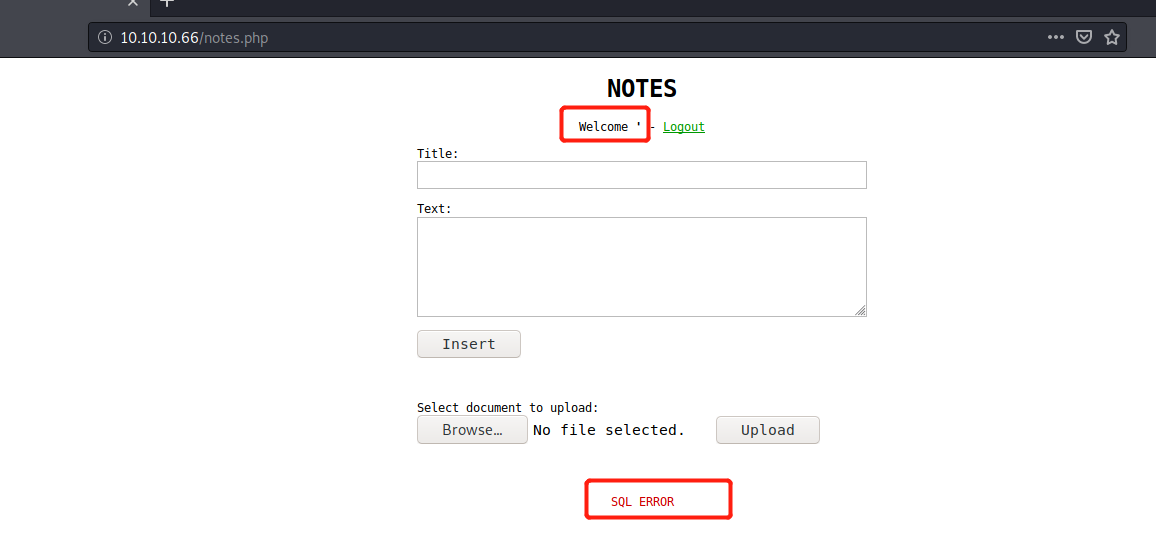 10.10.10.66/notes.php
NOTES
Welcome ' - Logout
Title:
Text:
Insert
Select document to upload:
Browse... No file selected. Upload
SQL ERROR